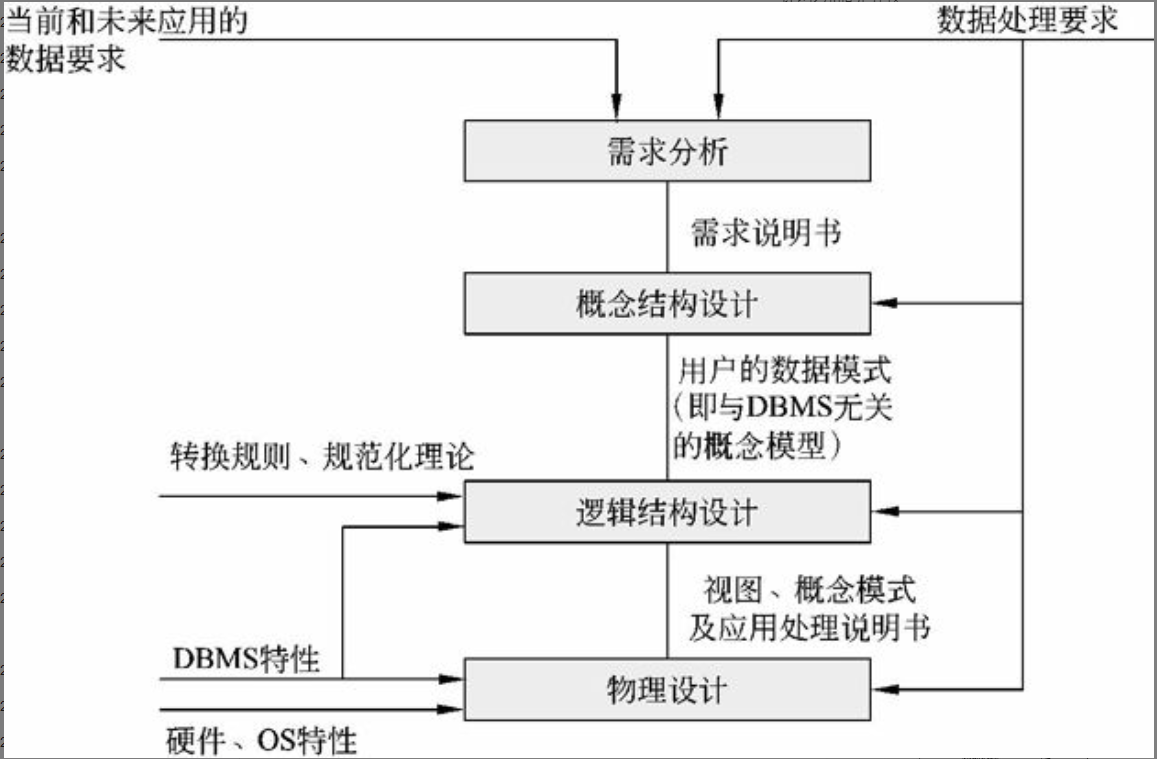 当前和未来应用的
数据要求
数据处理要求
需求分析
需求说明书
概念结构设计
用户的数据模式
（即与DBMS无关
的概念模型）
转换规则、规范化理论
逻辑结构设计
视图、概念模式
及应用处理说明书
DBMS特性
物理设计
硬件、OS特性